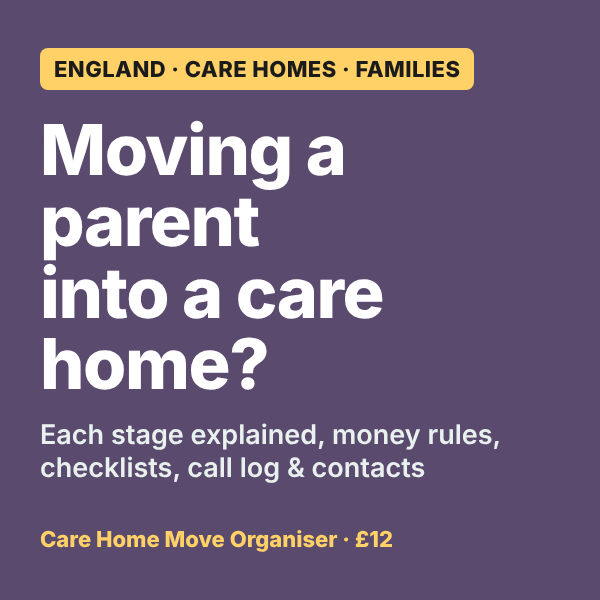 ENGLAND · CARE HOMES · FAMILIES
Moving a
parent
into a care
home?
Each stage explained, money rules,
checklists, call log & contacts
Care Home Move Organiser · £12